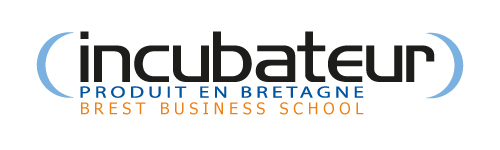 (incubateur)
PRODUIT EN BRETAGNE
BREST BUSINESS SCHOOL